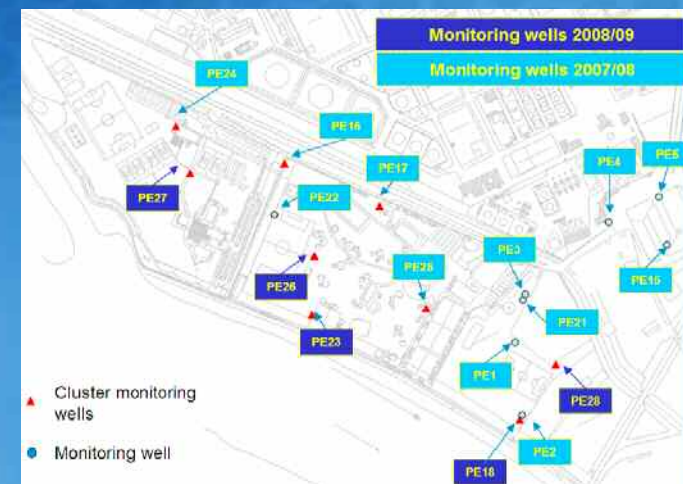 Monitoring wells 2008/09
Monitoring wells 2007/08
PE24
PE16
PE17
PE4
PE5
PE27
PE22
PE3
PE15
PE26
PE25
PE23
PE21
PE1
PE28
PE18
PE2
Cluster monitoring
wells
Monitoring well